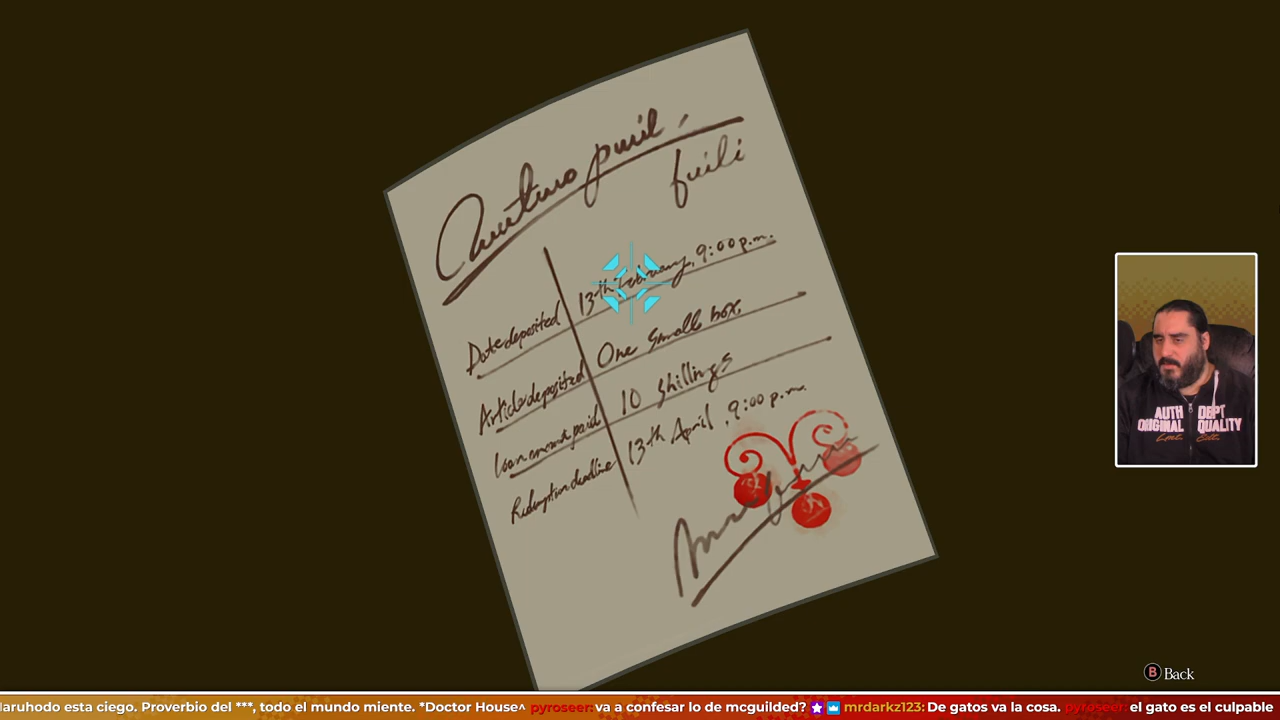 Date deposited 13th February, 9:00 p.m.
Article deposited One small box
Loan amount paid 10 shillings
Redemption deadline 13th April, 9:00 p.m.
AUTH DEPT
ORIGINAL QUALITY
B Back
laruhodo esta ciego. Proverbio del ***, todo el mundo miente. *Doctor House^ pyroseer: va a confesar lo de mcguilded? mrdarkz123: De gatos va la cosa. pyroseer: el gato es el culpable